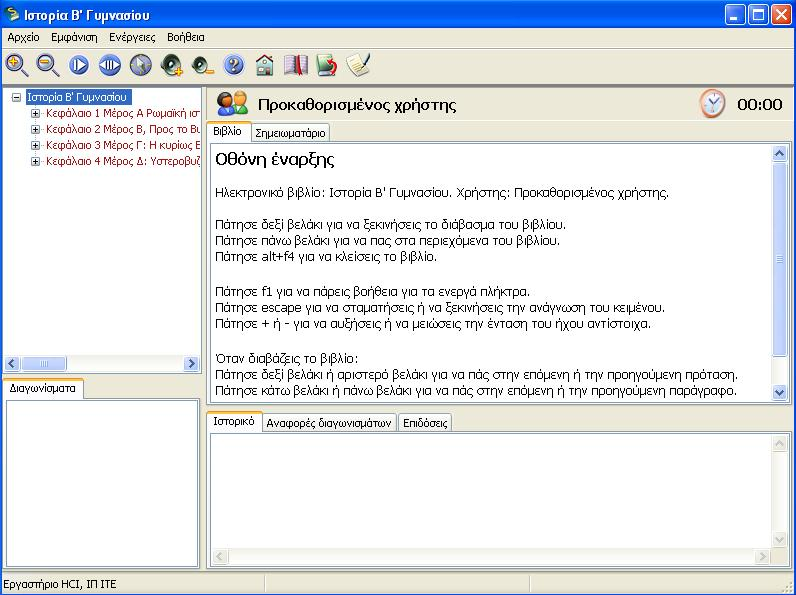 Ιστορία Β' Γυμνασίου
Αρχείο Εμφάνιση Ενέργειες Βοήθεια
Ιστορία Β' Γυμνασίου
Κεφάλαιο 1 Μέρος Α Ρωμαϊκή ιστ
Κεφάλαιο 2 Μέρος Β, Προς το Βυ
Κεφάλαιο 3 Μέρος Γ: Η κυρίως Β
Κεφάλαιο 4 Μέρος Δ: Υστεροβυζ
Διαγωνίσματα
Προκαθορισμένος χρήστης
00:00
Βιβλίο Σημειωματάριο
Οθόνη έναρξης
Ηλεκτρονικό βιβλίο: Ιστορία Β' Γυμνασίου. Χρήστης: Προκαθορισμένος χρήστης.
Πάτησε δεξί βελάκι για να ξεκινήσεις το διάβασμα του βιβλίου.
Πάτησε πάνω βελάκι για να πας στα περιεχόμενα του βιβλίου.
Πάτησε alt+f4 για να κλείσεις το βιβλίο.
Πάτησε f1 για να πάρεις βοήθεια για τα ενεργά πλήκτρα.
Πάτησε escape για να σταματήσεις ή να ξεκινήσεις την ανάγνωση του κειμένου.
Πάτησε + ή - για να αυξήσεις ή να μειώσεις την ένταση του ήχου αντίστοιχα.
Όταν διαβάζεις το βιβλίο:
Πάτησε δεξί βελάκι ή αριστερό βελάκι για να πάς στην επόμενη ή την προηγούμενη πρόταση.
Πάτησε κάτω βελάκι ή πάνω βελάκι για να πάς στην επόμενη ή την προηγούμενη παράγραφο.
Ιστορικό Αναφορές διαγωνισμάτων Επιδόσεις
Εργαστήριο HCI, ΙΠ ΙΤΕ